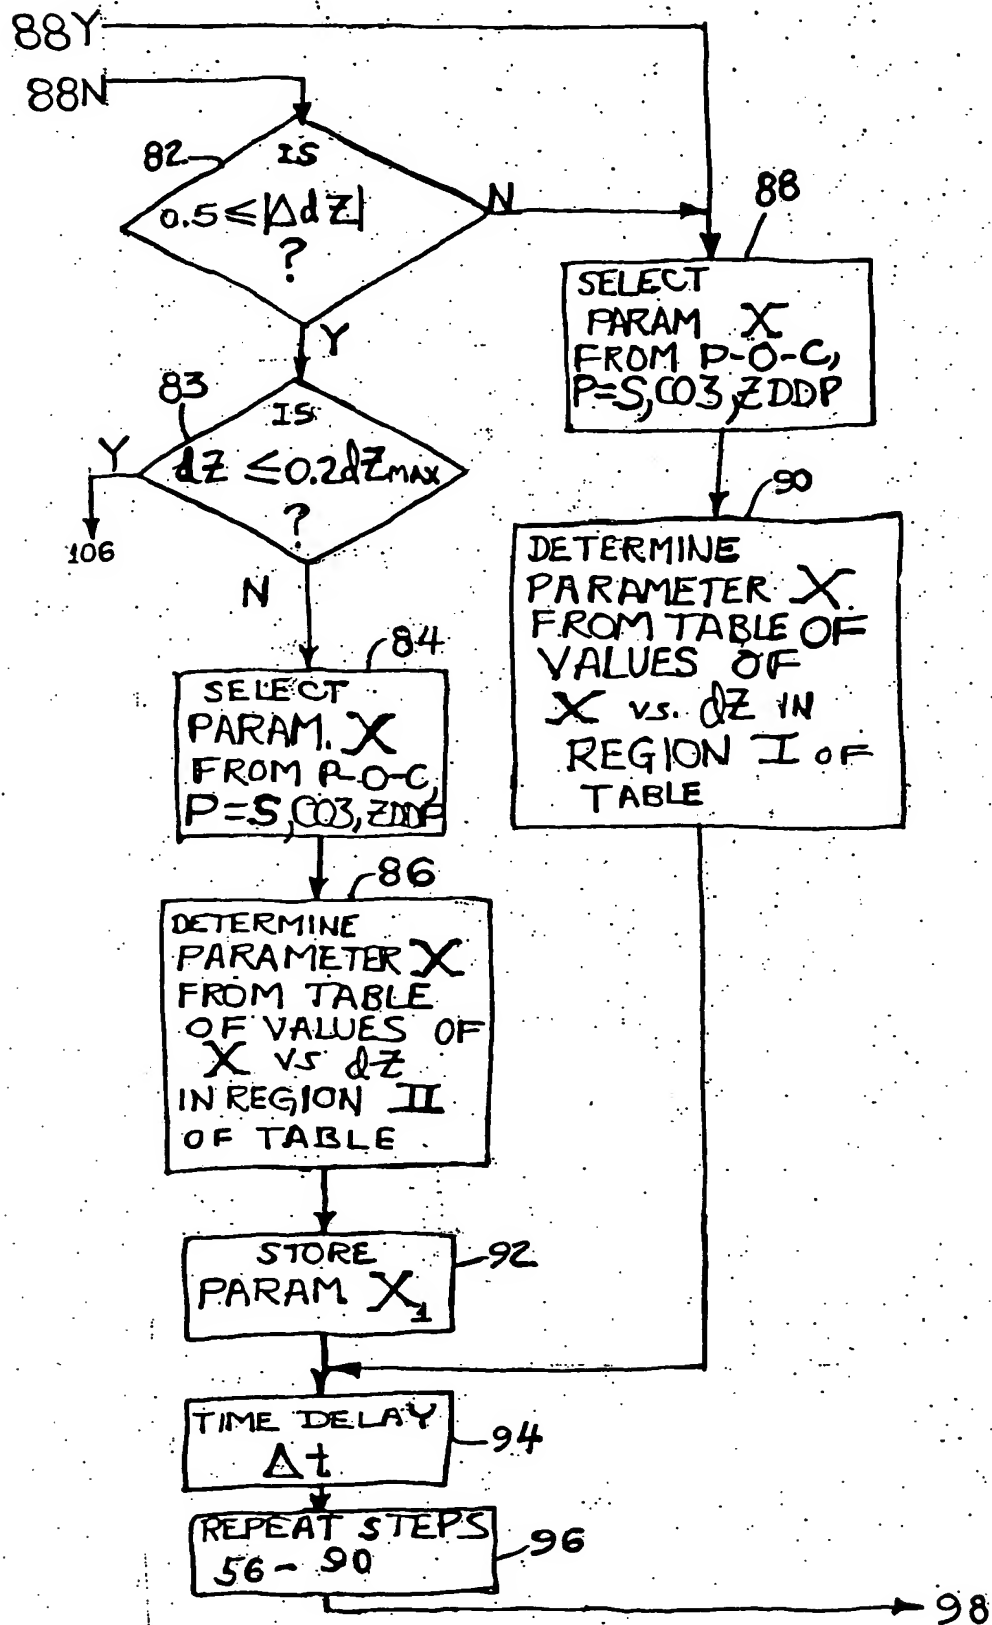 88Y
88N
82
IS
0.5 ≤ |ΔdZ|
?
N
Y
88
SELECT
PARAM X
FROM P-O-C,
P=S,CO3,ZDDP
83
IS
dZ ≤ 0.2dZMAX
?
Y
106
N
90
DETERMINE
PARAMETER X
FROM TABLE OF
VALUES OF
X vs. dZ IN
REGION I OF
TABLE
84
SELECT
PARAM. X
FROM P-O-C,
P=S,CO3,ZDDP
86
DETERMINE
PARAMETER X
FROM TABLE
OF VALUES OF
X vs dZ
IN REGION II
OF TABLE
92
STORE
PARAM X1
TIME DELAY
Δt
94
REPEAT STEPS
56-90
96
98